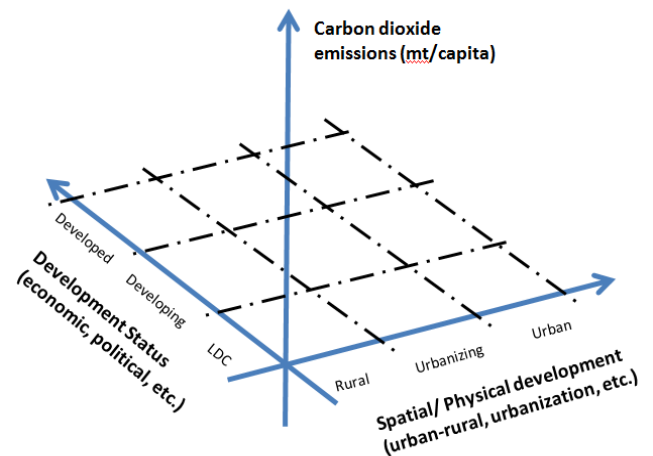 Carbon dioxide
emissions (mt/capita)
Developed
Developing
LDC
Development Status
(economic, political, etc.)
Rural
Urbanizing
Urban
Spatial/ Physical development
(urban-rural, urbanization, etc.)